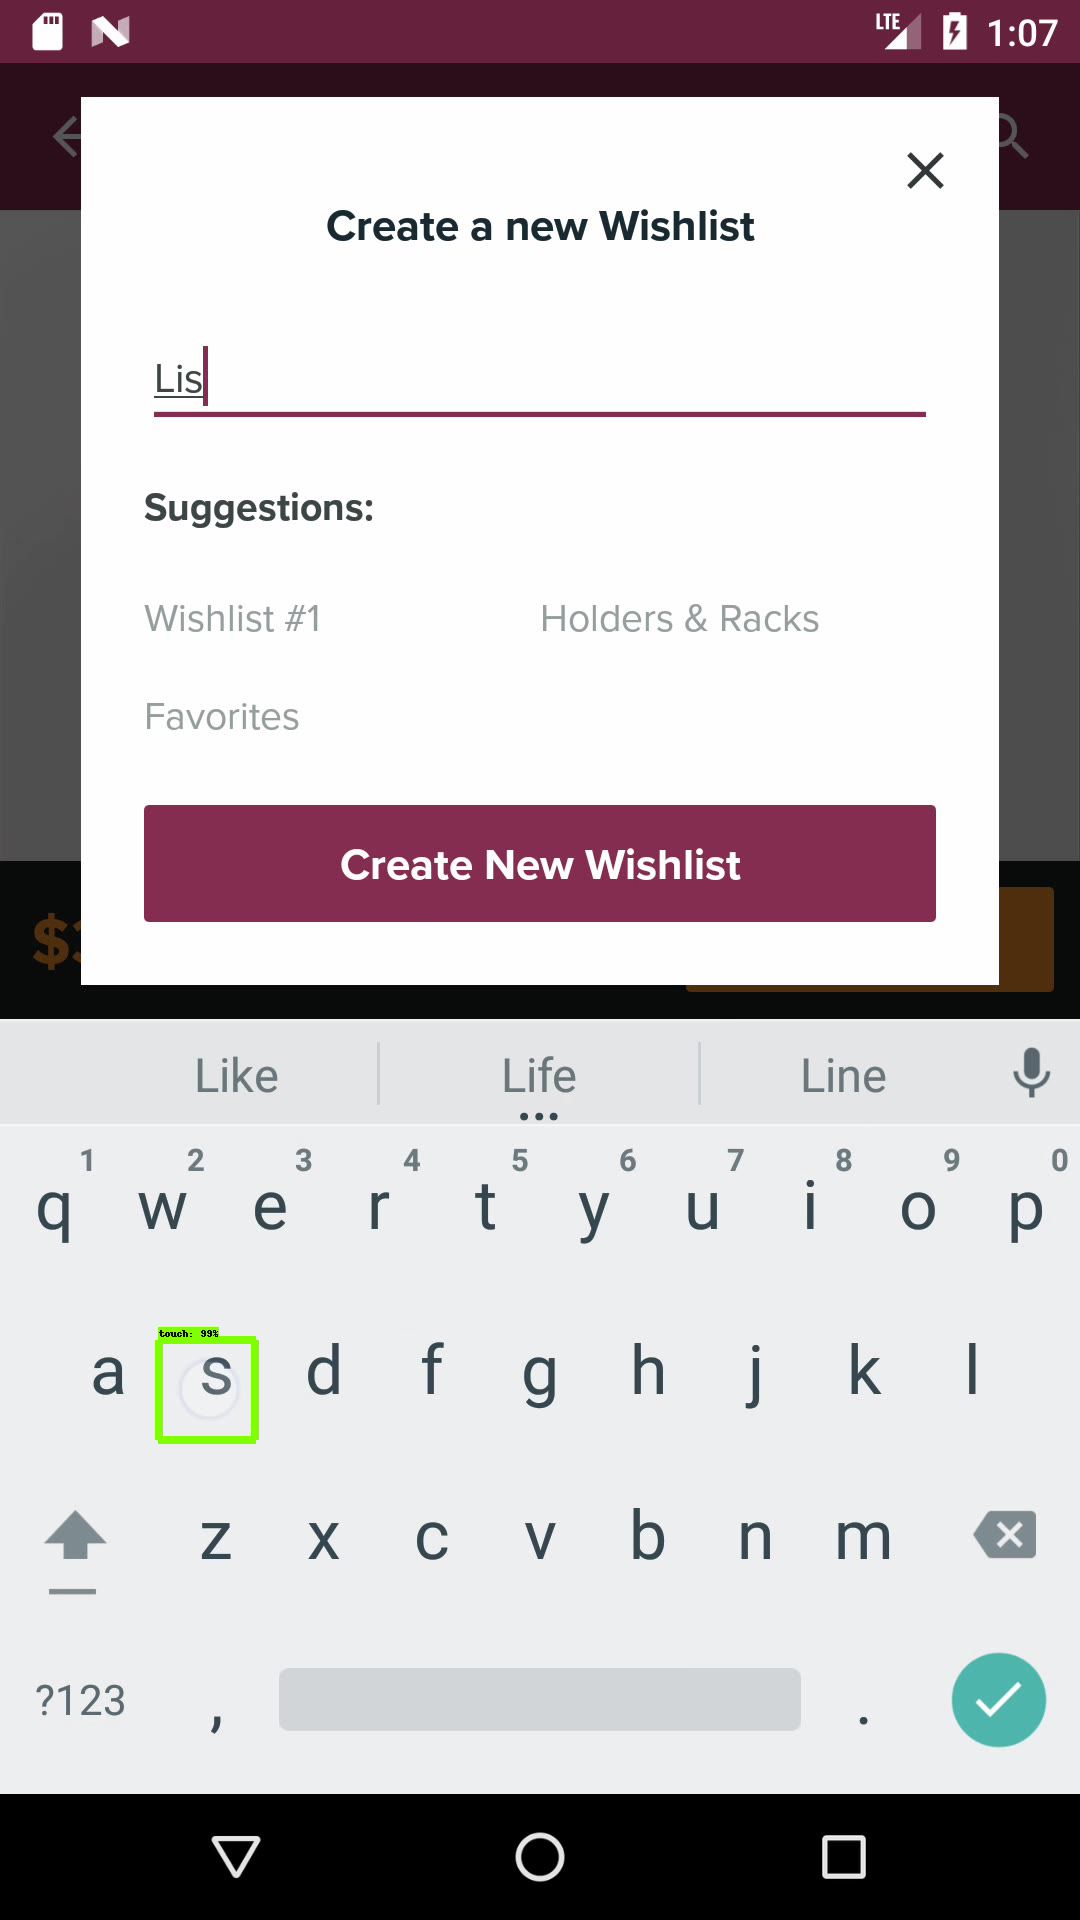 LTE 1:07
Create a new Wishlist
Lis
Suggestions:
Wishlist #1 Holders & Racks
Favorites
Create New Wishlist
$
Like Life Line
1 2 3 4 5 6 7 8 9 0
q w e r t y u i o p
touch: 99%
a s d f g h j k l
z x c v b n m
?123 , .